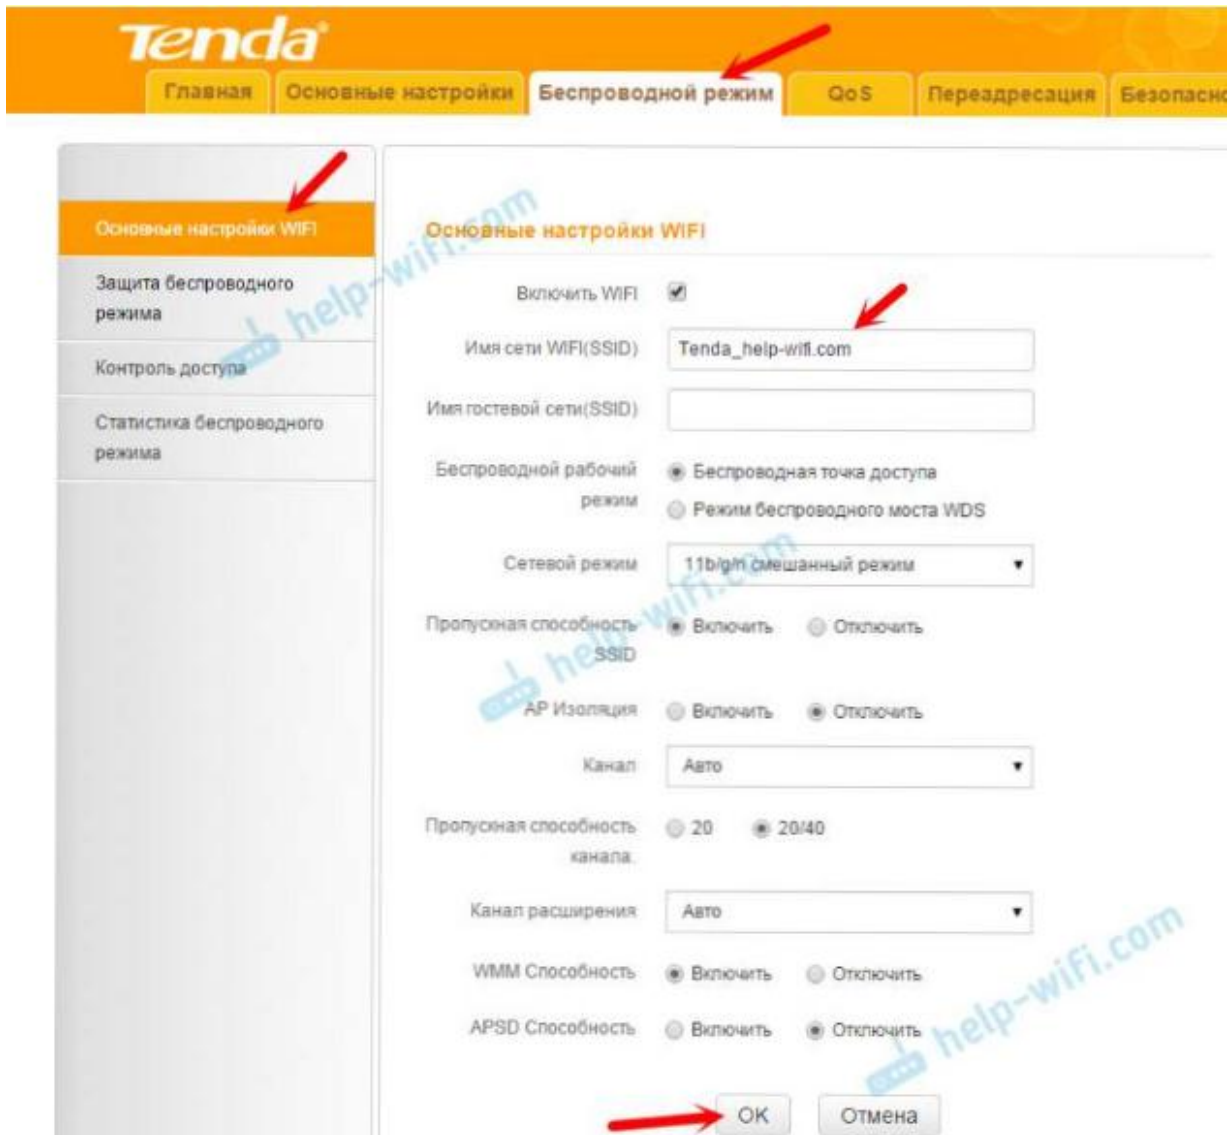 Tenda
Главная Основные настройки Беспроводной режим QoS Переадресация Безопасно
Основные настройки WIFI
Защита беспроводного
режима
Контроль доступа
Статистика беспроводного
режима
Основные настройки WIFI
Включить WIFI
Имя сети WIFI(SSID) Tenda_help-wifi.com
Имя гостевой сети(SSID)
Беспроводной рабочий
режим
Беспроводная точка доступа
Режим беспроводного моста WDS
Сетевой режим 11b/g/n смешанный режим
Пропускная способность
SSID
Включить Отключить
AP Изоляция Включить Отключить
Канал Авто
Пропускная способность
канала.
20 20/40
Канал расширения Авто
WMM Способность Включить Отключить
APSD Способность Включить Отключить
OK Отмена
help-wifi.com
help-wifi.com
help-wifi.com